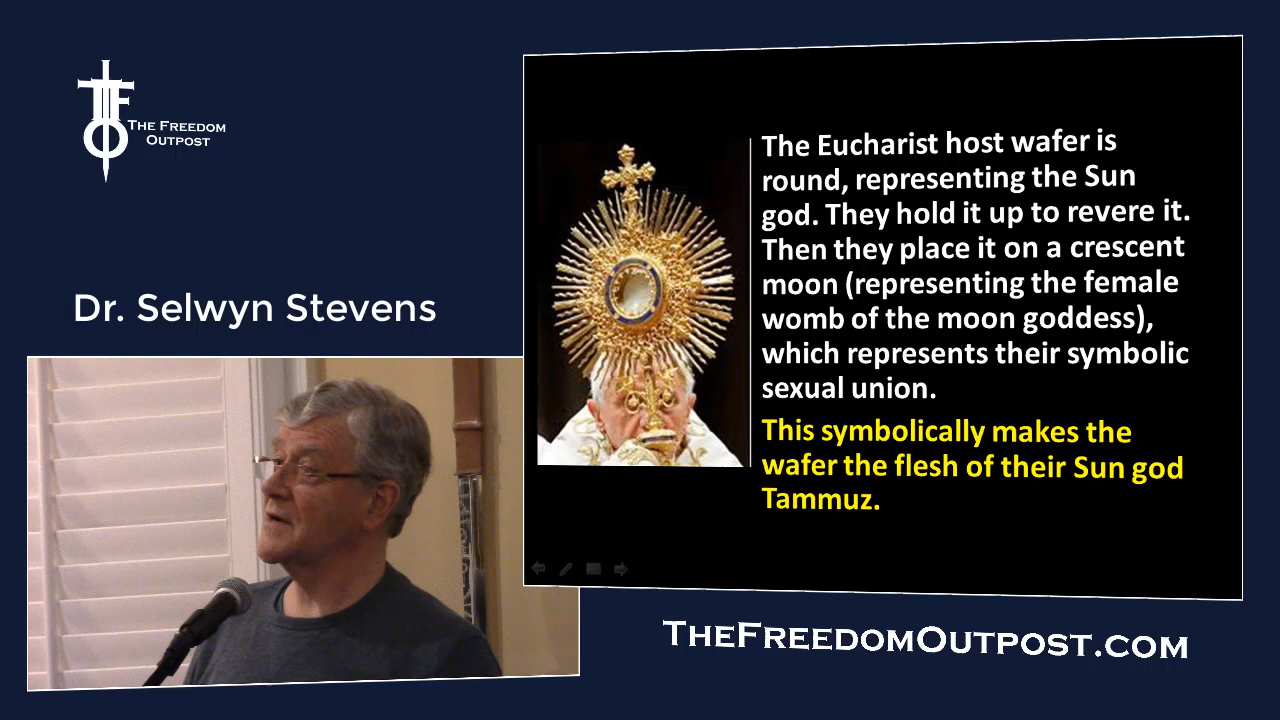 The Freedom
Outpost
Dr. Selwyn Stevens
The Eucharist host wafer is
round, representing the Sun
god. They hold it up to revere it.
Then they place it on a crescent
moon (representing the female
womb of the moon goddess),
which represents their symbolic
sexual union.
This symbolically makes the
wafer the flesh of their Sun god
Tammuz.
TheFreedomOutpost.com